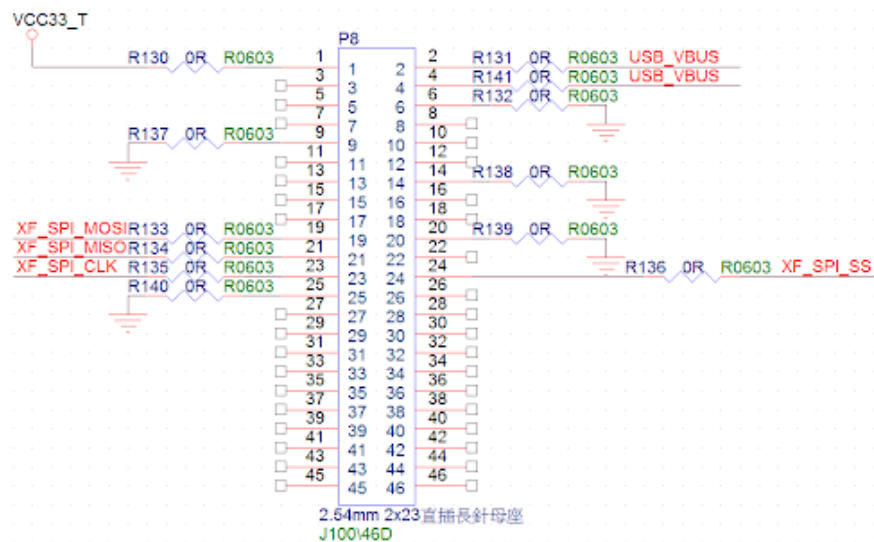 VCC33_T
P8
R130 0R R0603 1 1 2 2 R131 0R R0603 USB_VBUS
3 3 4 4 R141 0R R0603 USB_VBUS
5 5 6 6 R132 0R R0603
7 7 8 8
R137 0R R0603 9 9 10 10
11 11 12 12
13 13 14 14 R138 0R R0603
15 15 16 16
17 17 18 18
XF_SPI_MOSI R133 0R R0603 19 19 20 20 R139 0R R0603
XF_SPI_MISO R134 0R R0603 21 21 22 22
XF_SPI_CLK R135 0R R0603 23 23 24 24 R136 0R R0603 XF_SPI_SS
R140 0R R0603 25 25 26 26
27 27 28 28
29 29 30 30
31 31 32 32
33 33 34 34
35 35 36 36
37 37 38 38
39 39 40 40
41 41 42 42
43 43 44 44
45 45 46 46
2.54mm 2x23直插長針母座
J100\46D